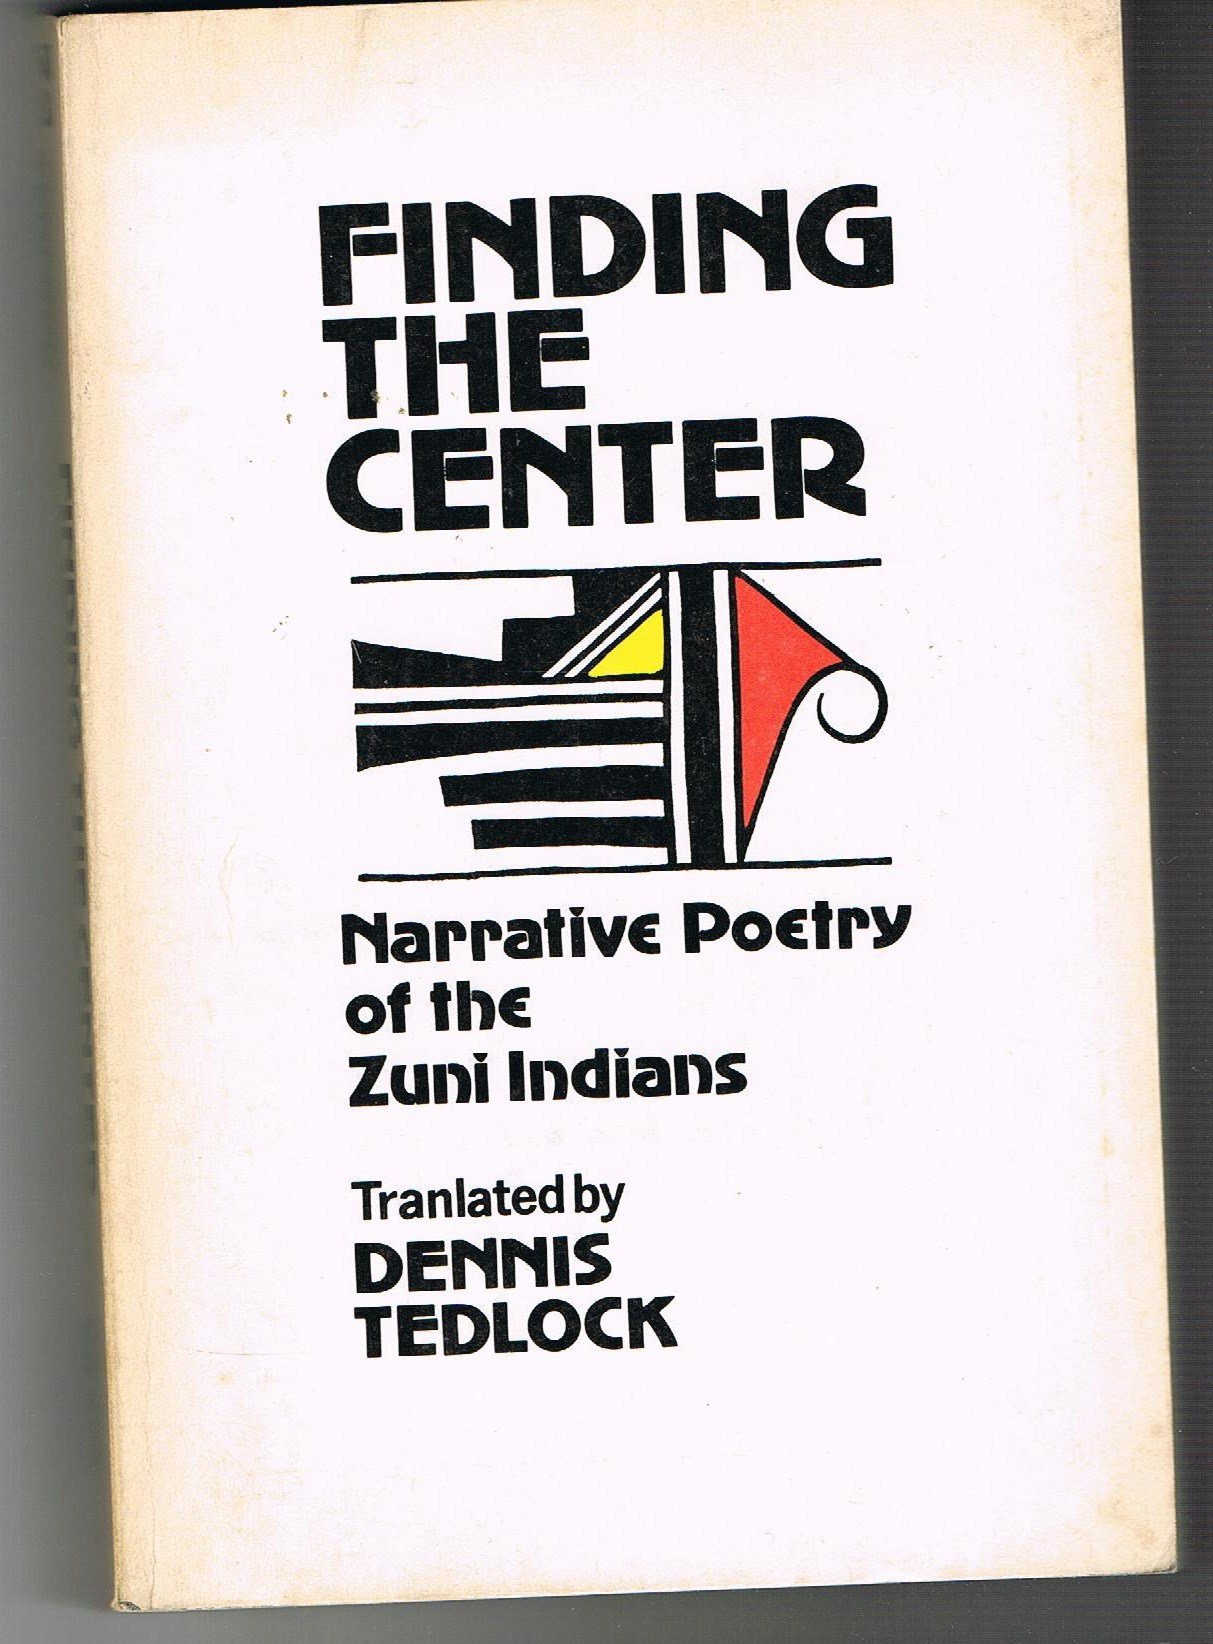 FINDING
THE
CENTER
Narrative Poetry
of the
Zuni Indians
Tranlated by
DENNIS
TEDLOCK